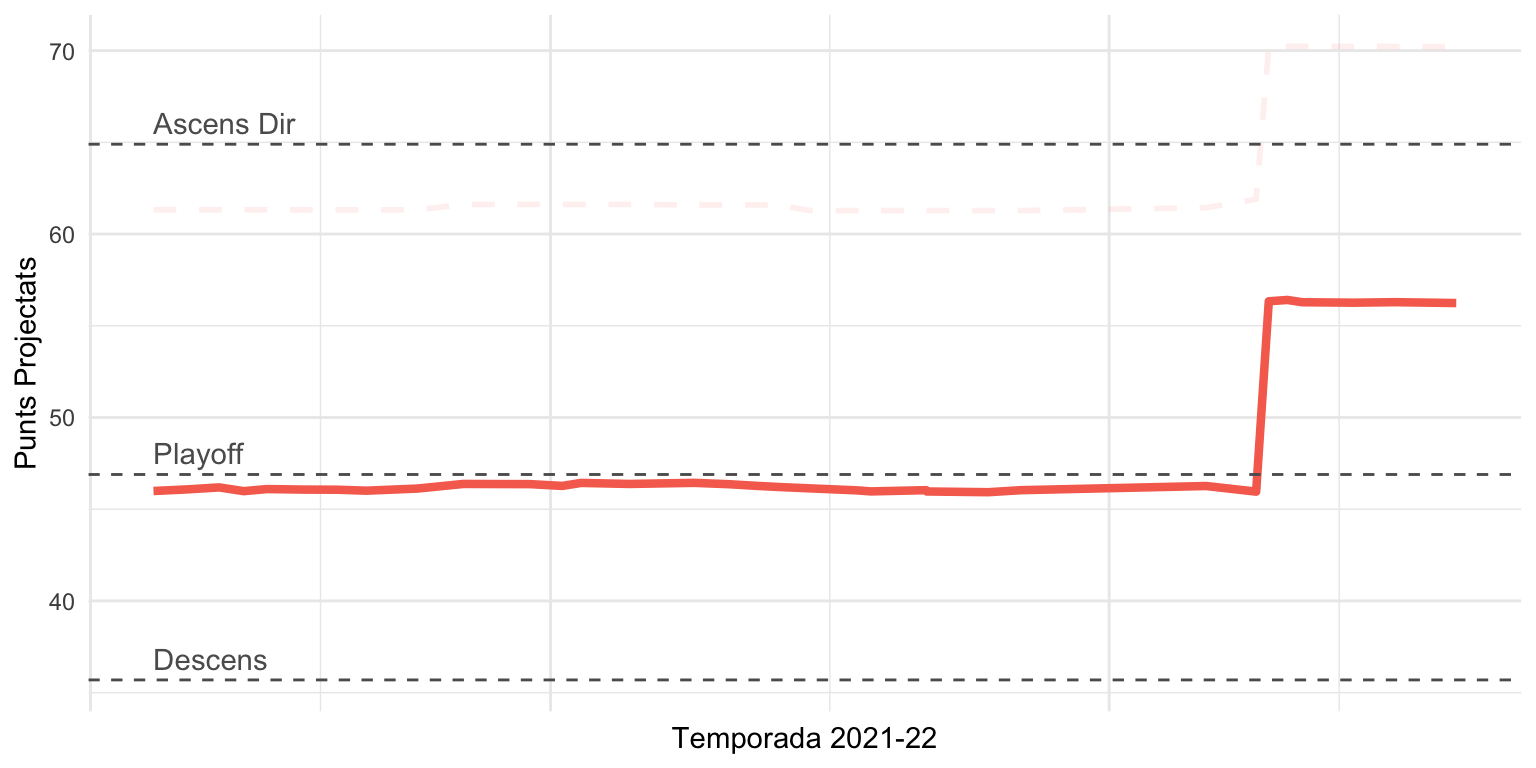 70
Ascens Dir
60
Punts Projectats
50
Playoff
40
Descens
Temporada 2021-22